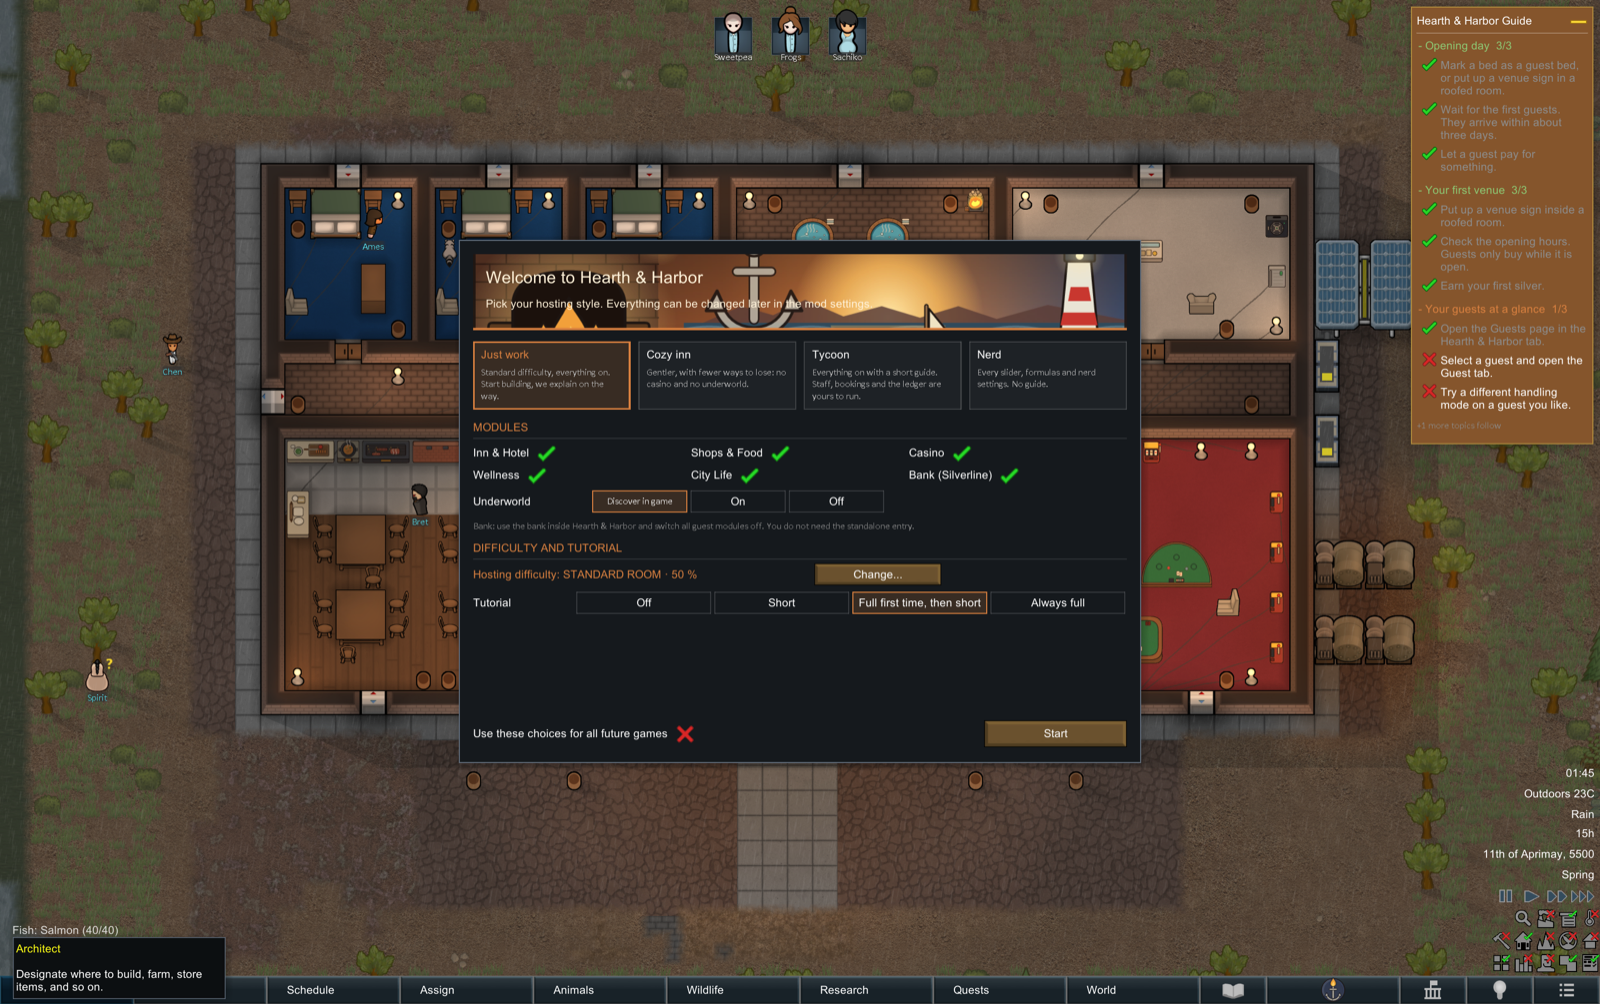 Sweetpea
Frogs
Sachiko
Hearth & Harbor Guide
- Opening day 3/3
Mark a bed as a guest bed,
or put up a venue sign in a
roofed room.
Wait for the first guests.
They arrive within about
three days.
Let a guest pay for
something.
- Your first venue 3/3
Put up a venue sign inside a
roofed room.
Check the opening hours.
Guests only buy while it is
open.
Earn your first silver.
- Your guests at a glance 1/3
Open the Guests page in the
Hearth & Harbor tab.
Select a guest and open the
Guest tab.
Try a different handling
mode on a guest you like.
+1 more topics follow
Ames
Chen
Bret
Spirit
?
Welcome to Hearth & Harbor
Pick your hosting style. Everything can be changed later in the mod settings.
Just work
Standard difficulty, everything on.
Start building, we explain on the
way.
Cozy inn
Gentler, with fewer ways to lose; no
casino and no underworld.
Tycoon
Everything on with a short guide.
Staff, bookings and the ledger are
yours to run.
Nerd
Every slider, formulas and nerd
settings. No guide.
MODULES
Inn & Hotel
Shops & Food
Casino
Wellness
City Life
Bank (Silverline)
Underworld
Discover in game
On
Off
Bank: use the bank inside Hearth & Harbor and switch all guest modules off. You do not need the standalone entry.
DIFFICULTY AND TUTORIAL
Hosting difficulty: STANDARD ROOM · 50 %
Change...
Tutorial
Off
Short
Full first time, then short
Always full
Use these choices for all future games
Start
01:45
Outdoors 23C
Rain
15h
11th of Aprimay, 5500
Spring
Fish: Salmon (40/40)
Architect
Designate where to build, farm, store
items, and so on.
Schedule
Assign
Animals
Wildlife
Research
Quests
World